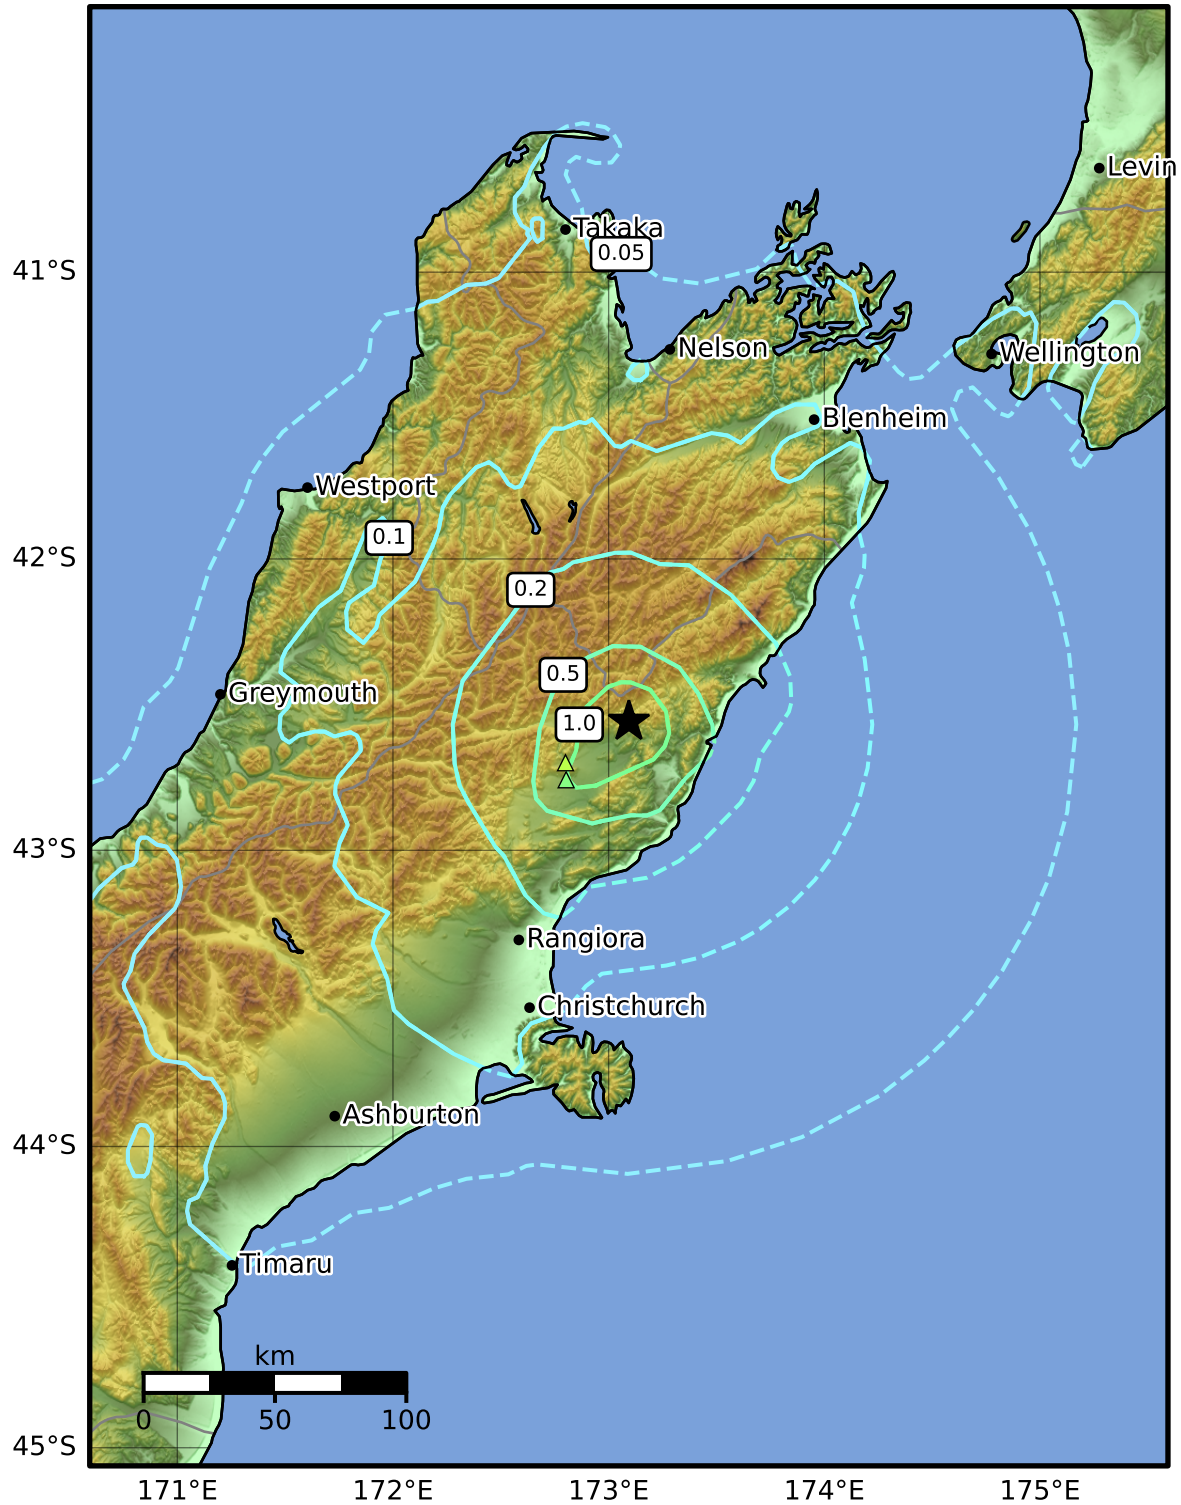 Levin
Takaka
0.05
41°S
Nelson
Wellington
Blenheim
Westport
0.1
42°S
0.2
0.5
Greymouth
1.0
43°S
Rangiora
Christchurch
Ashburton
44°S
Timaru
km
0 50 100
45°S
171°E 172°E 173°E 174°E 175°E